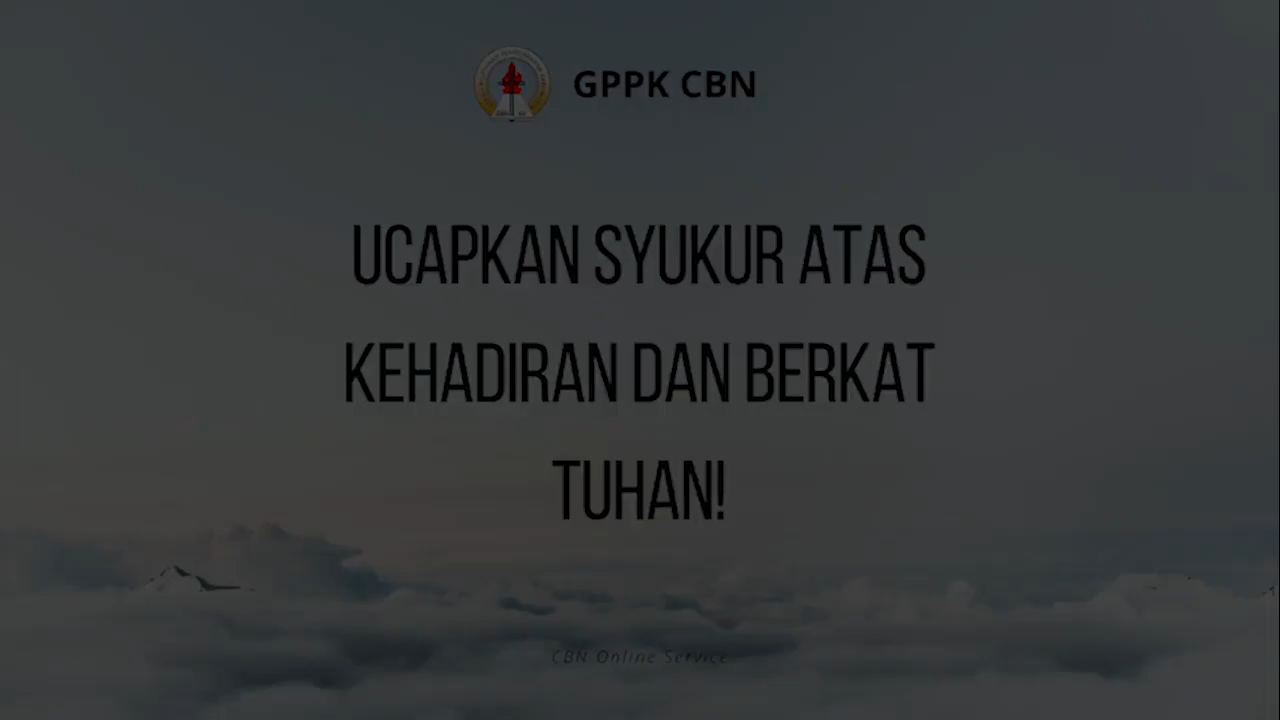 GPPK CBN
UCAPKAN SYUKUR ATAS
KEHADIRAN DAN BERKAT
TUHAN!
CBN Online Service